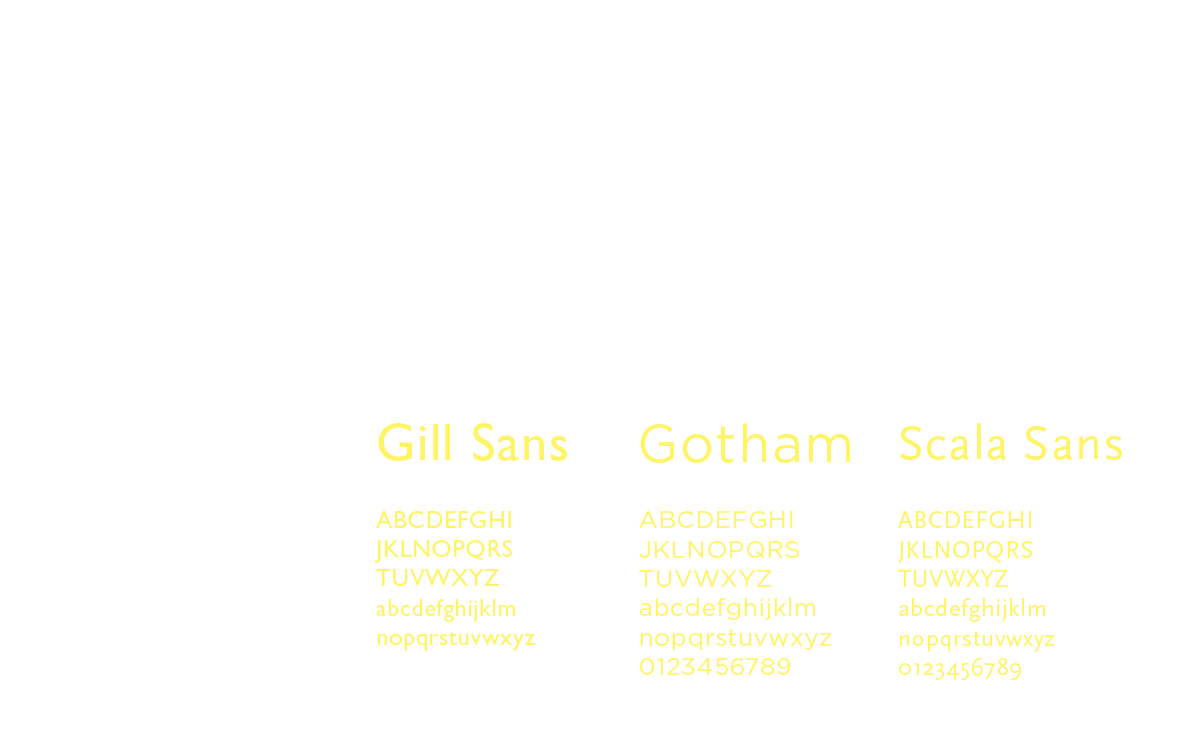 Gill Sans
ABCDEFGHI
JKLNOPQRS
TUVWXYZ
abcdefghijklm
nopqrstuvwxyz
Gotham
ABCDEFGHI
JKLNOPQRS
TUVWXYZ
abcdefghijklm
nopqrstuvwxyz
0123456789
Scala Sans
ABCDEFGHI
JKLNOPQRS
TUVWXYZ
abcdefghijklm
nopqrstuvwxyz
0123456789